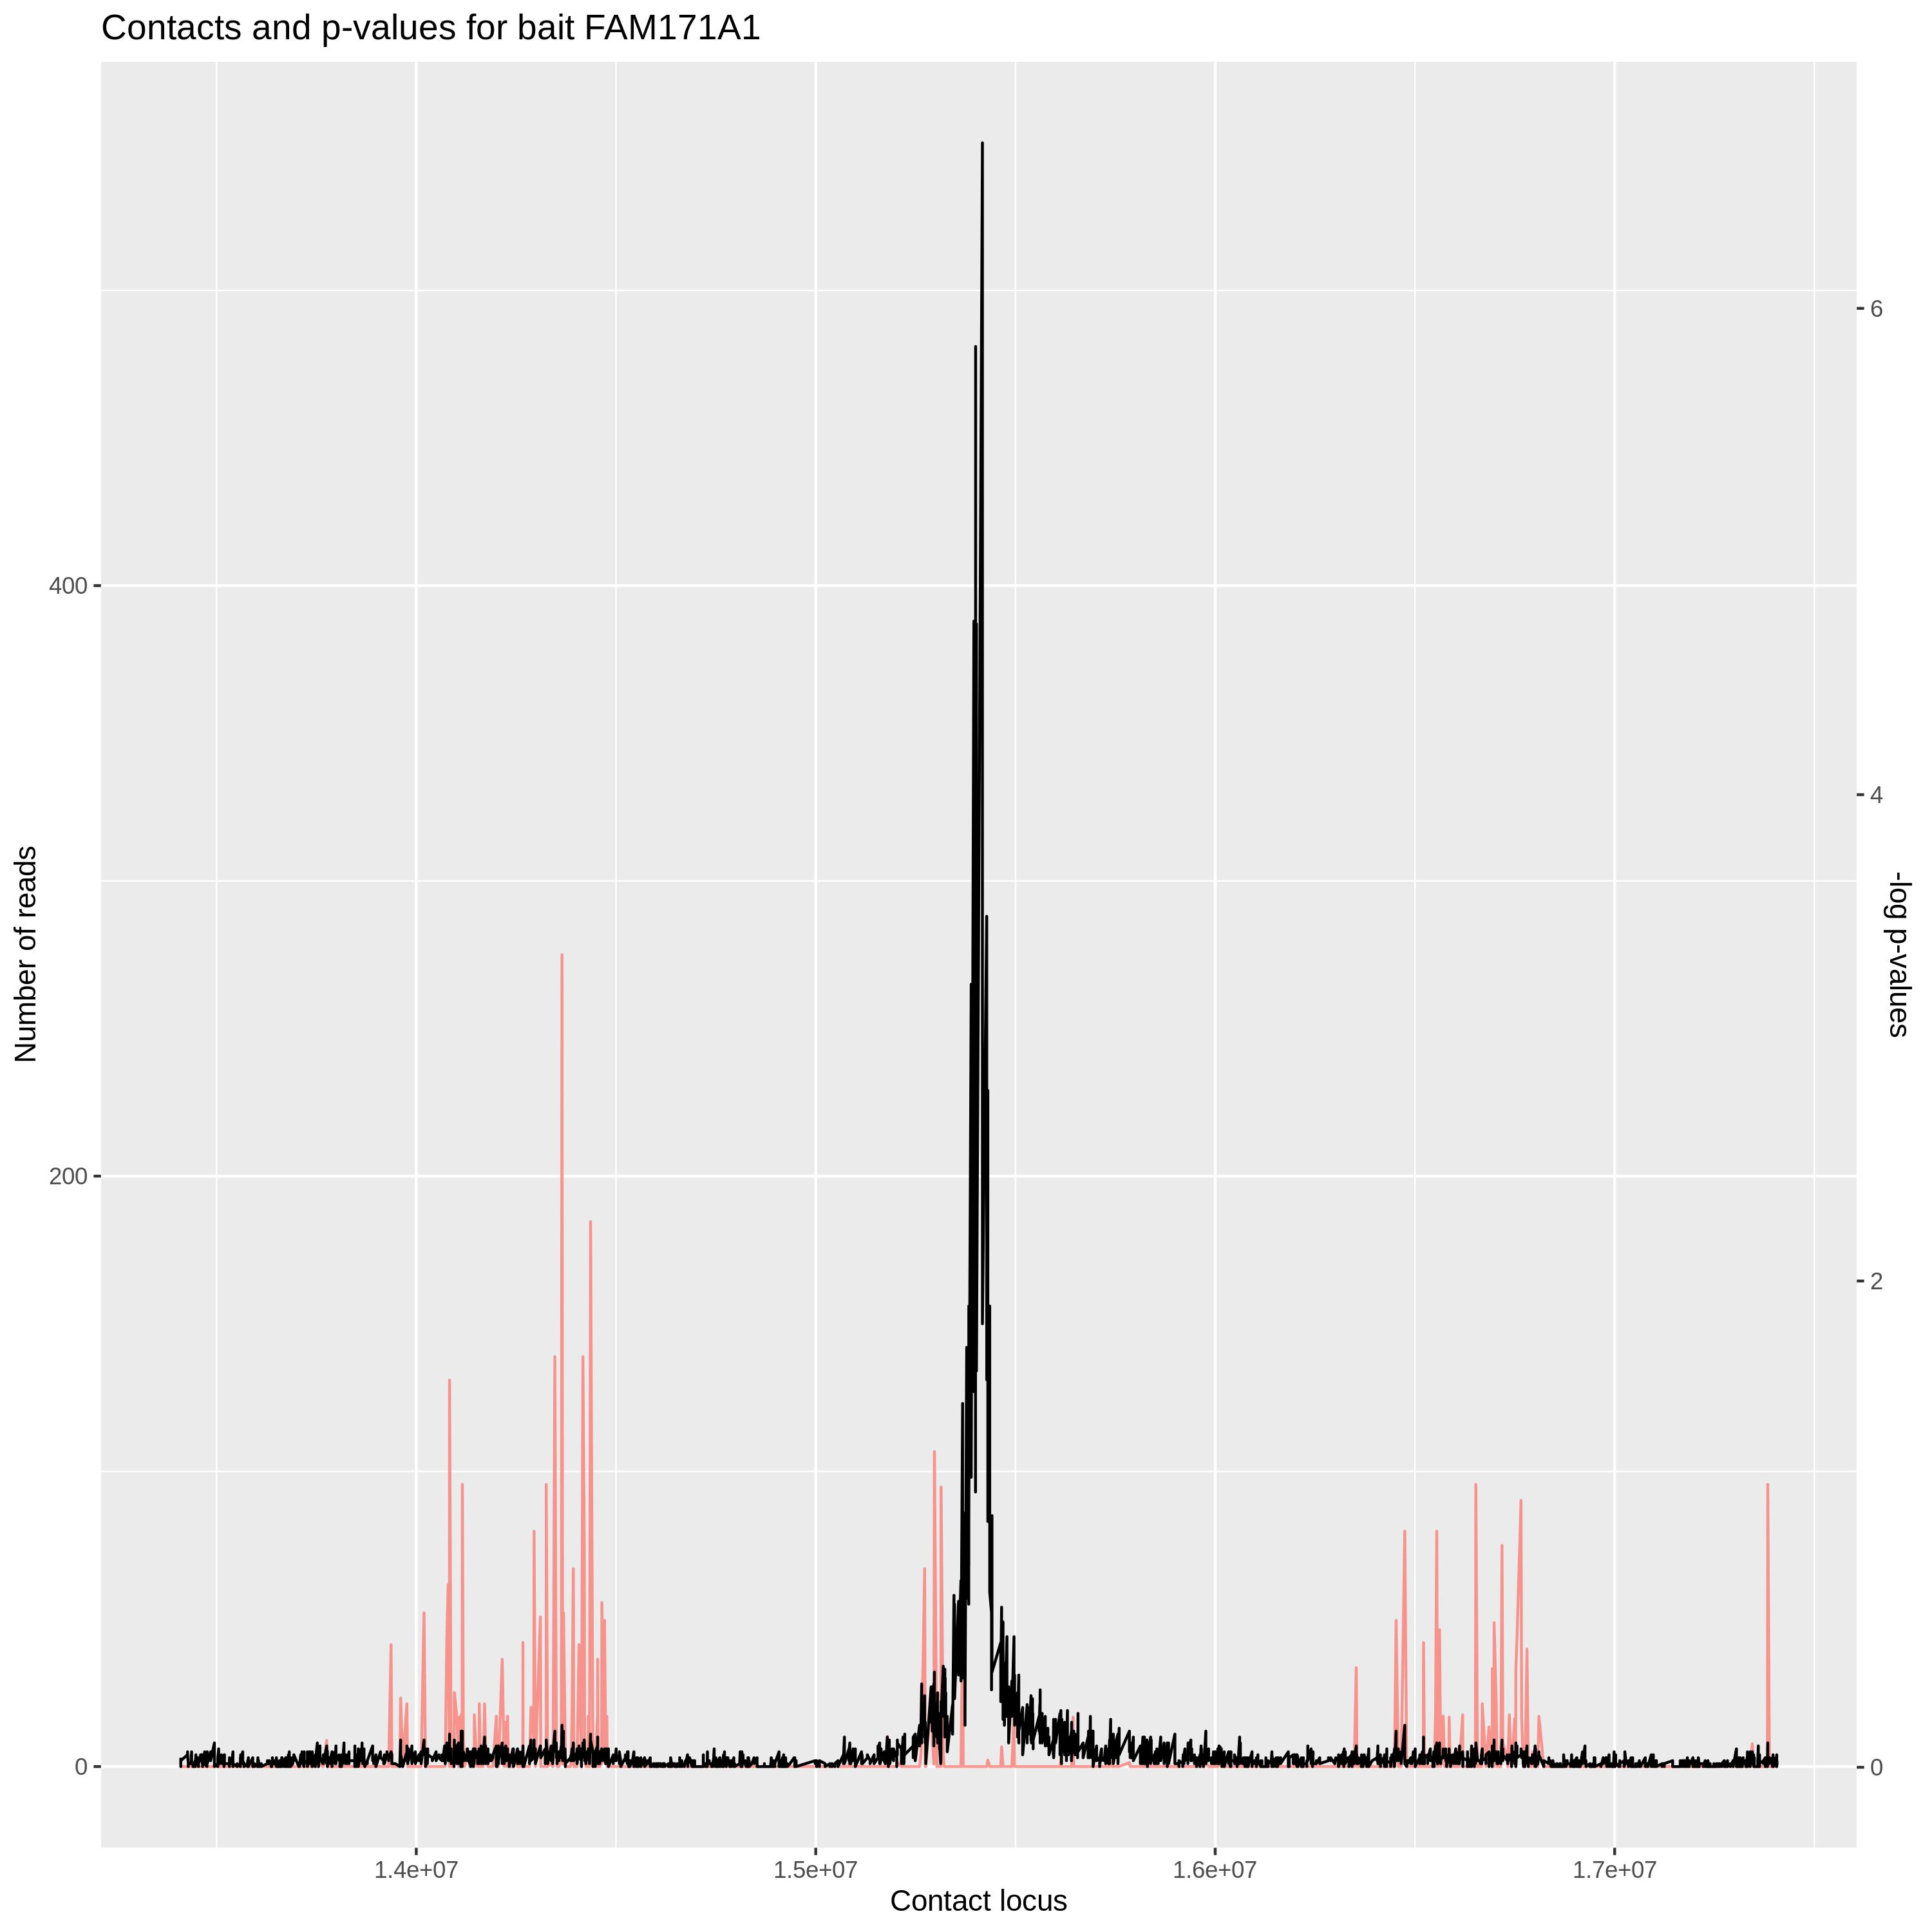 Contacts and p-values for bait FAM171A1
Number of reads
400
200
0
6
4
2
0
-log p-values
1.4e+07
1.5e+07
1.6e+07
1.7e+07
Contact locus